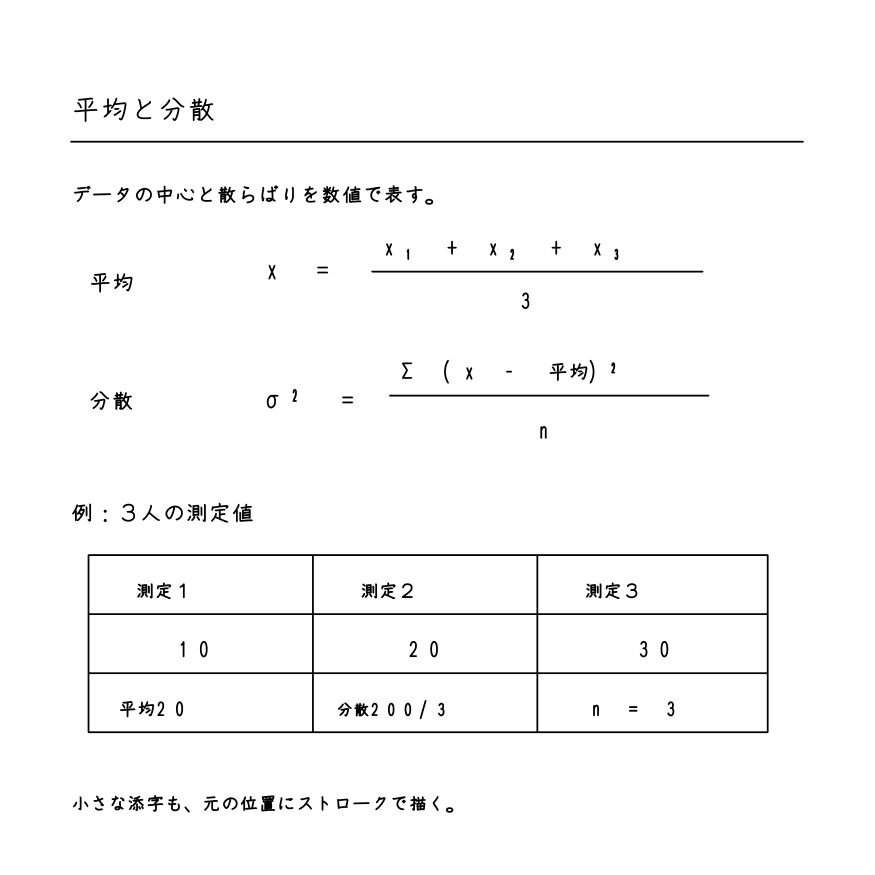 平均と分散
データの中心と散らばりを数値で表す。
平均 x = (x₁ + x₂ + x₃) / 3
分散 σ² = Σ(x - 平均)² / n
例：３人の測定値
測定１ 測定２ 測定３
10 20 30
平均20 分散200/3 n = 3
小さな添字も、元の位置にストロークで描く。